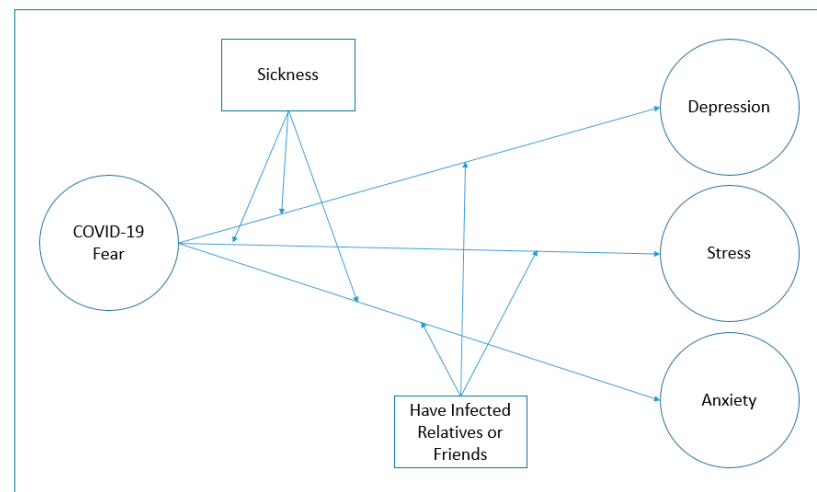 Sickness
Depression
COVID-19
Fear
Stress
Anxiety
Have Infected
Relatives or
Friends